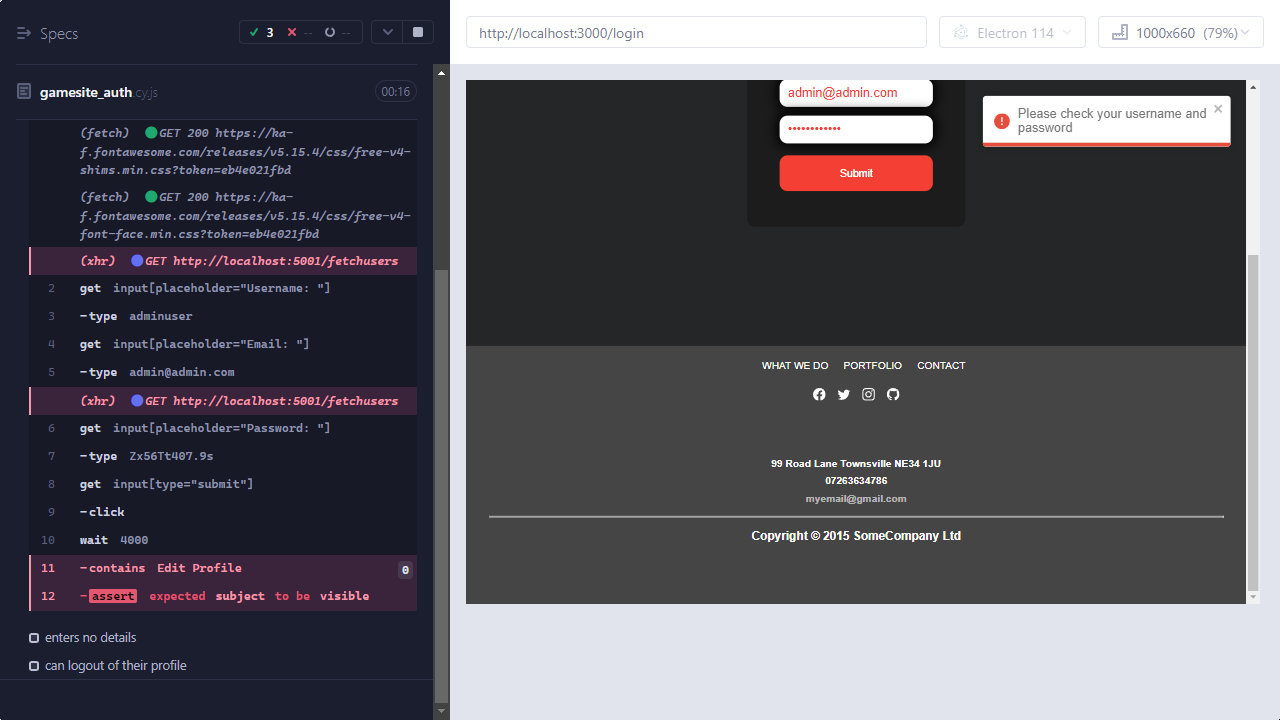 Specs
3 -- --
http://localhost:3000/login
Electron 114
1000x660 (79%)
gamesite_auth.cy.js
00:16
(fetch) GET 200 https://ka-
f.fontawesome.com/releases/v5.15.4/css/free-v4-
shims.min.css?token=eb4e021fbd
(fetch) GET 200 https://ka-
f.fontawesome.com/releases/v5.15.4/css/free-v4-
font-face.min.css?token=eb4e021fbd
(xhr) GET http://localhost:5001/fetchusers
2 get input[placeholder="Username: "]
3 -type adminuser
4 get input[placeholder="Email: "]
5 -type admin@admin.com
(xhr) GET http://localhost:5001/fetchusers
6 get input[placeholder="Password: "]
7 -type Zx56Tt407.9s
8 get input[type="submit"]
9 -click
10 wait 4000
11 -contains Edit Profile 0
12 -assert expected subject to be visible
enters no details
can logout of their profile
admin@admin.com
Submit
Please check your username and
password
WHAT WE DO PORTFOLIO CONTACT
99 Road Lane Townsville NE34 1JU
07263634786
myemail@gmail.com
Copyright © 2015 SomeCompany Ltd